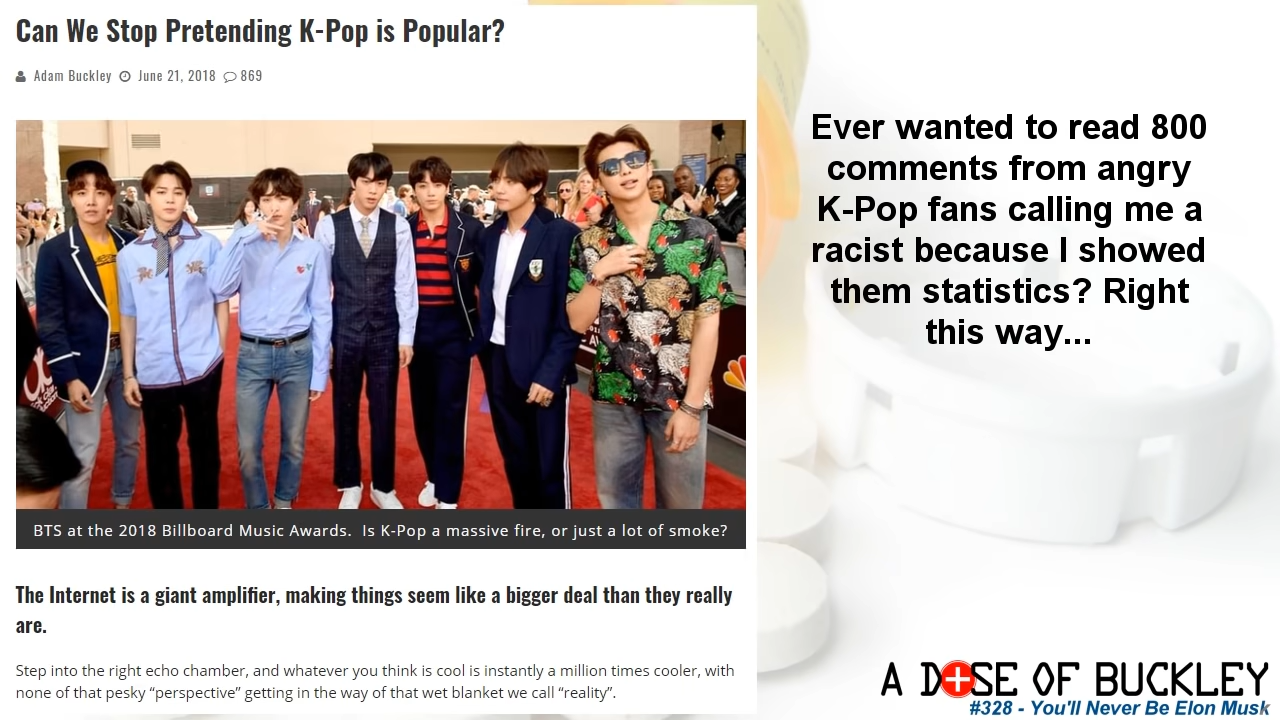 Can We Stop Pretending K-Pop is Popular?
Adam Buckley June 21, 2018 869
BTS at the 2018 Billboard Music Awards. Is K-Pop a massive fire, or just a lot of smoke?
The Internet is a giant amplifier, making things seem like a bigger deal than they really
are.
Step into the right echo chamber, and whatever you think is cool is instantly a million times cooler, with
none of that pesky “perspective” getting in the way of that wet blanket we call “reality”.
Ever wanted to read 800
comments from angry
K-Pop fans calling me a
racist because I showed
them statistics? Right
this way...
A DOSE OF BUCKLEY
#328 - You'll Never Be Elon Musk